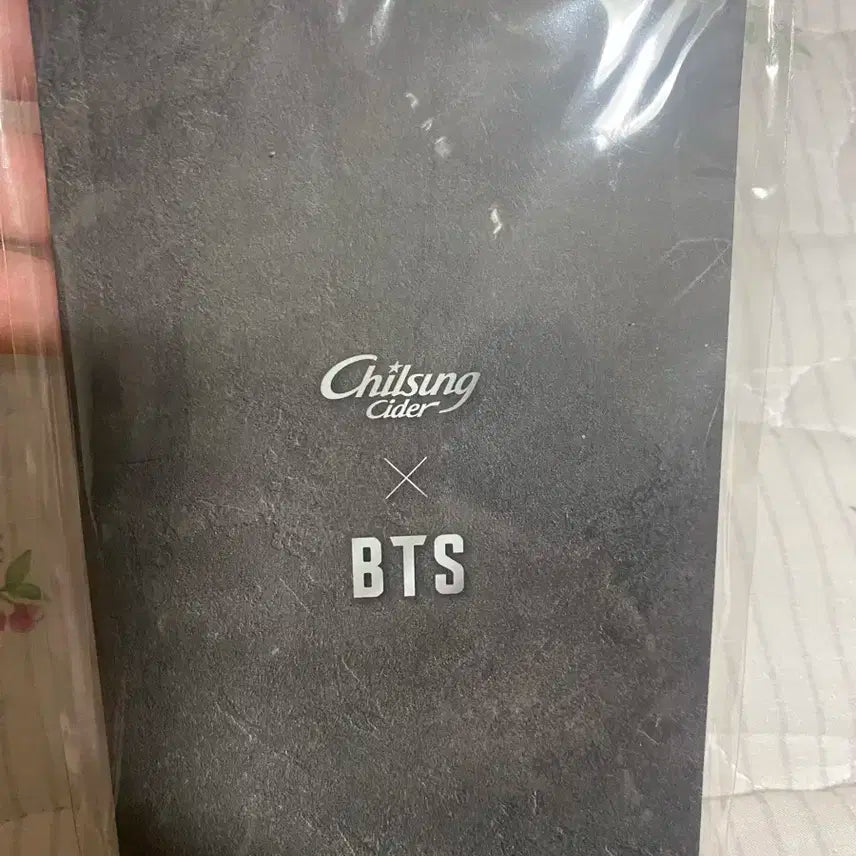 Chilsung
Cider
×
BTS